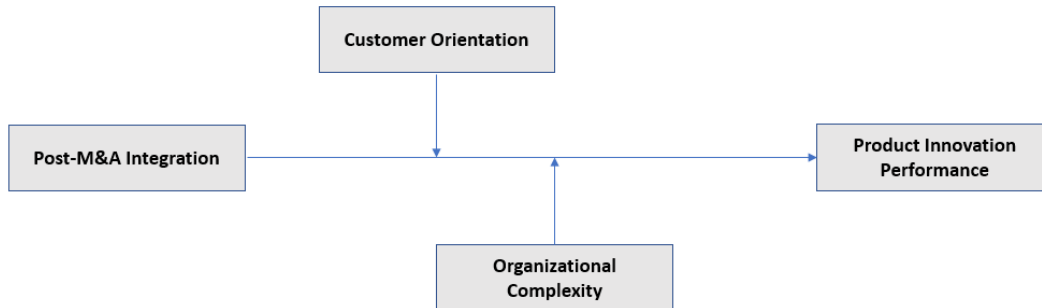 Customer Orientation
Post-M&A Integration
Product Innovation
Performance
Organizational
Complexity